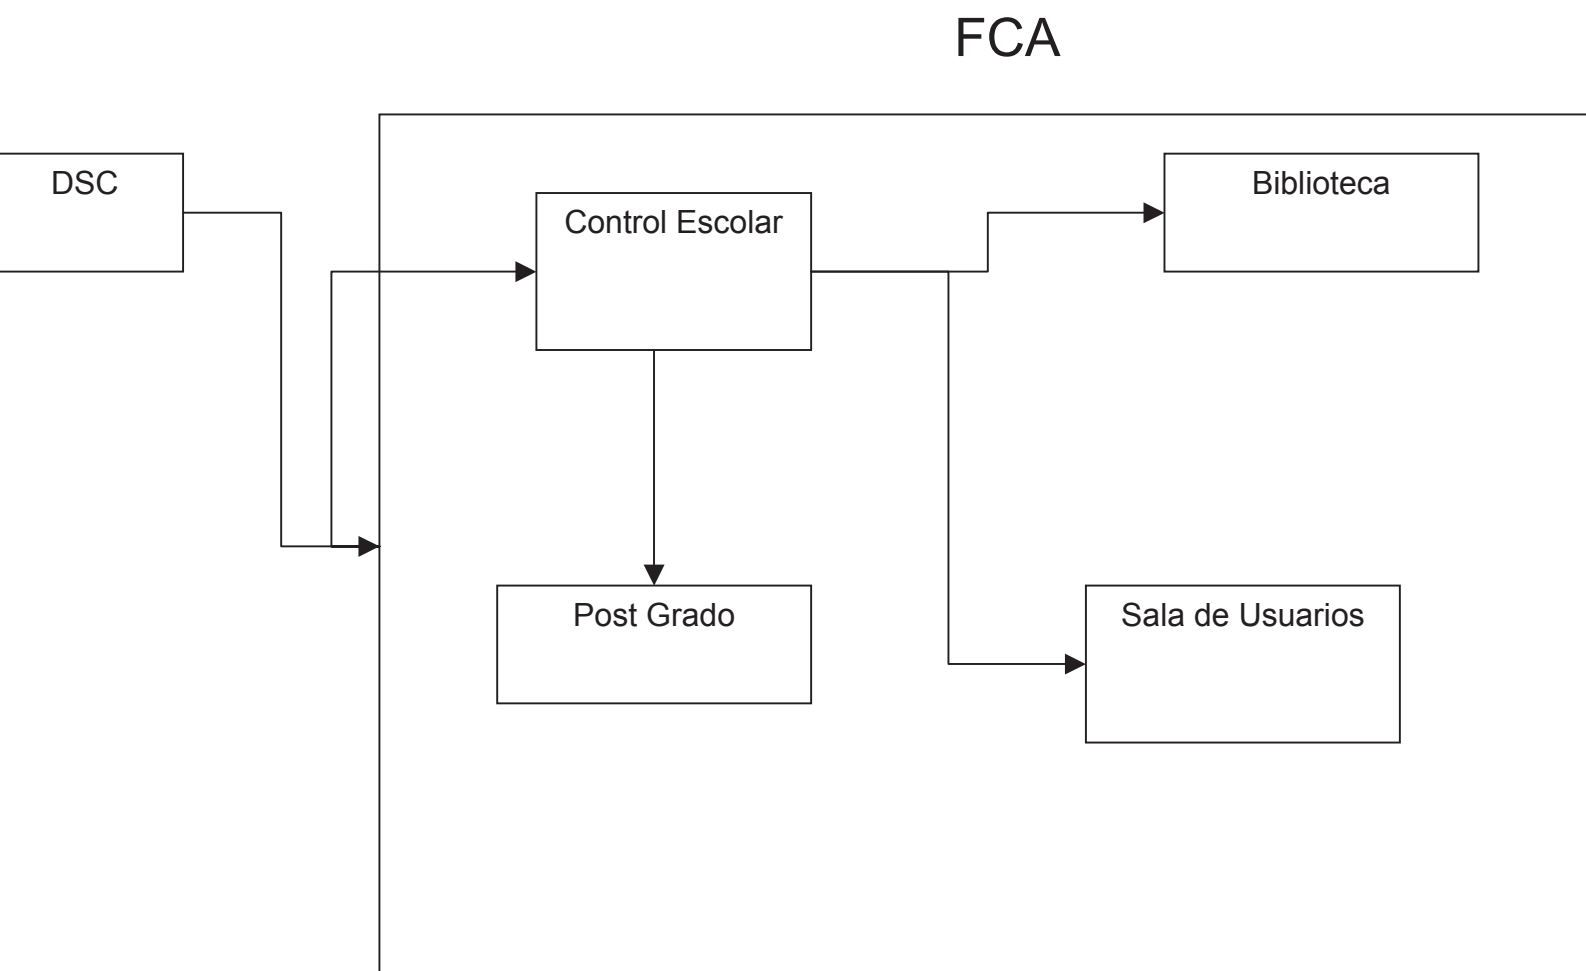 FCA
DSC
Control Escolar
Biblioteca
Post Grado
Sala de Usuarios